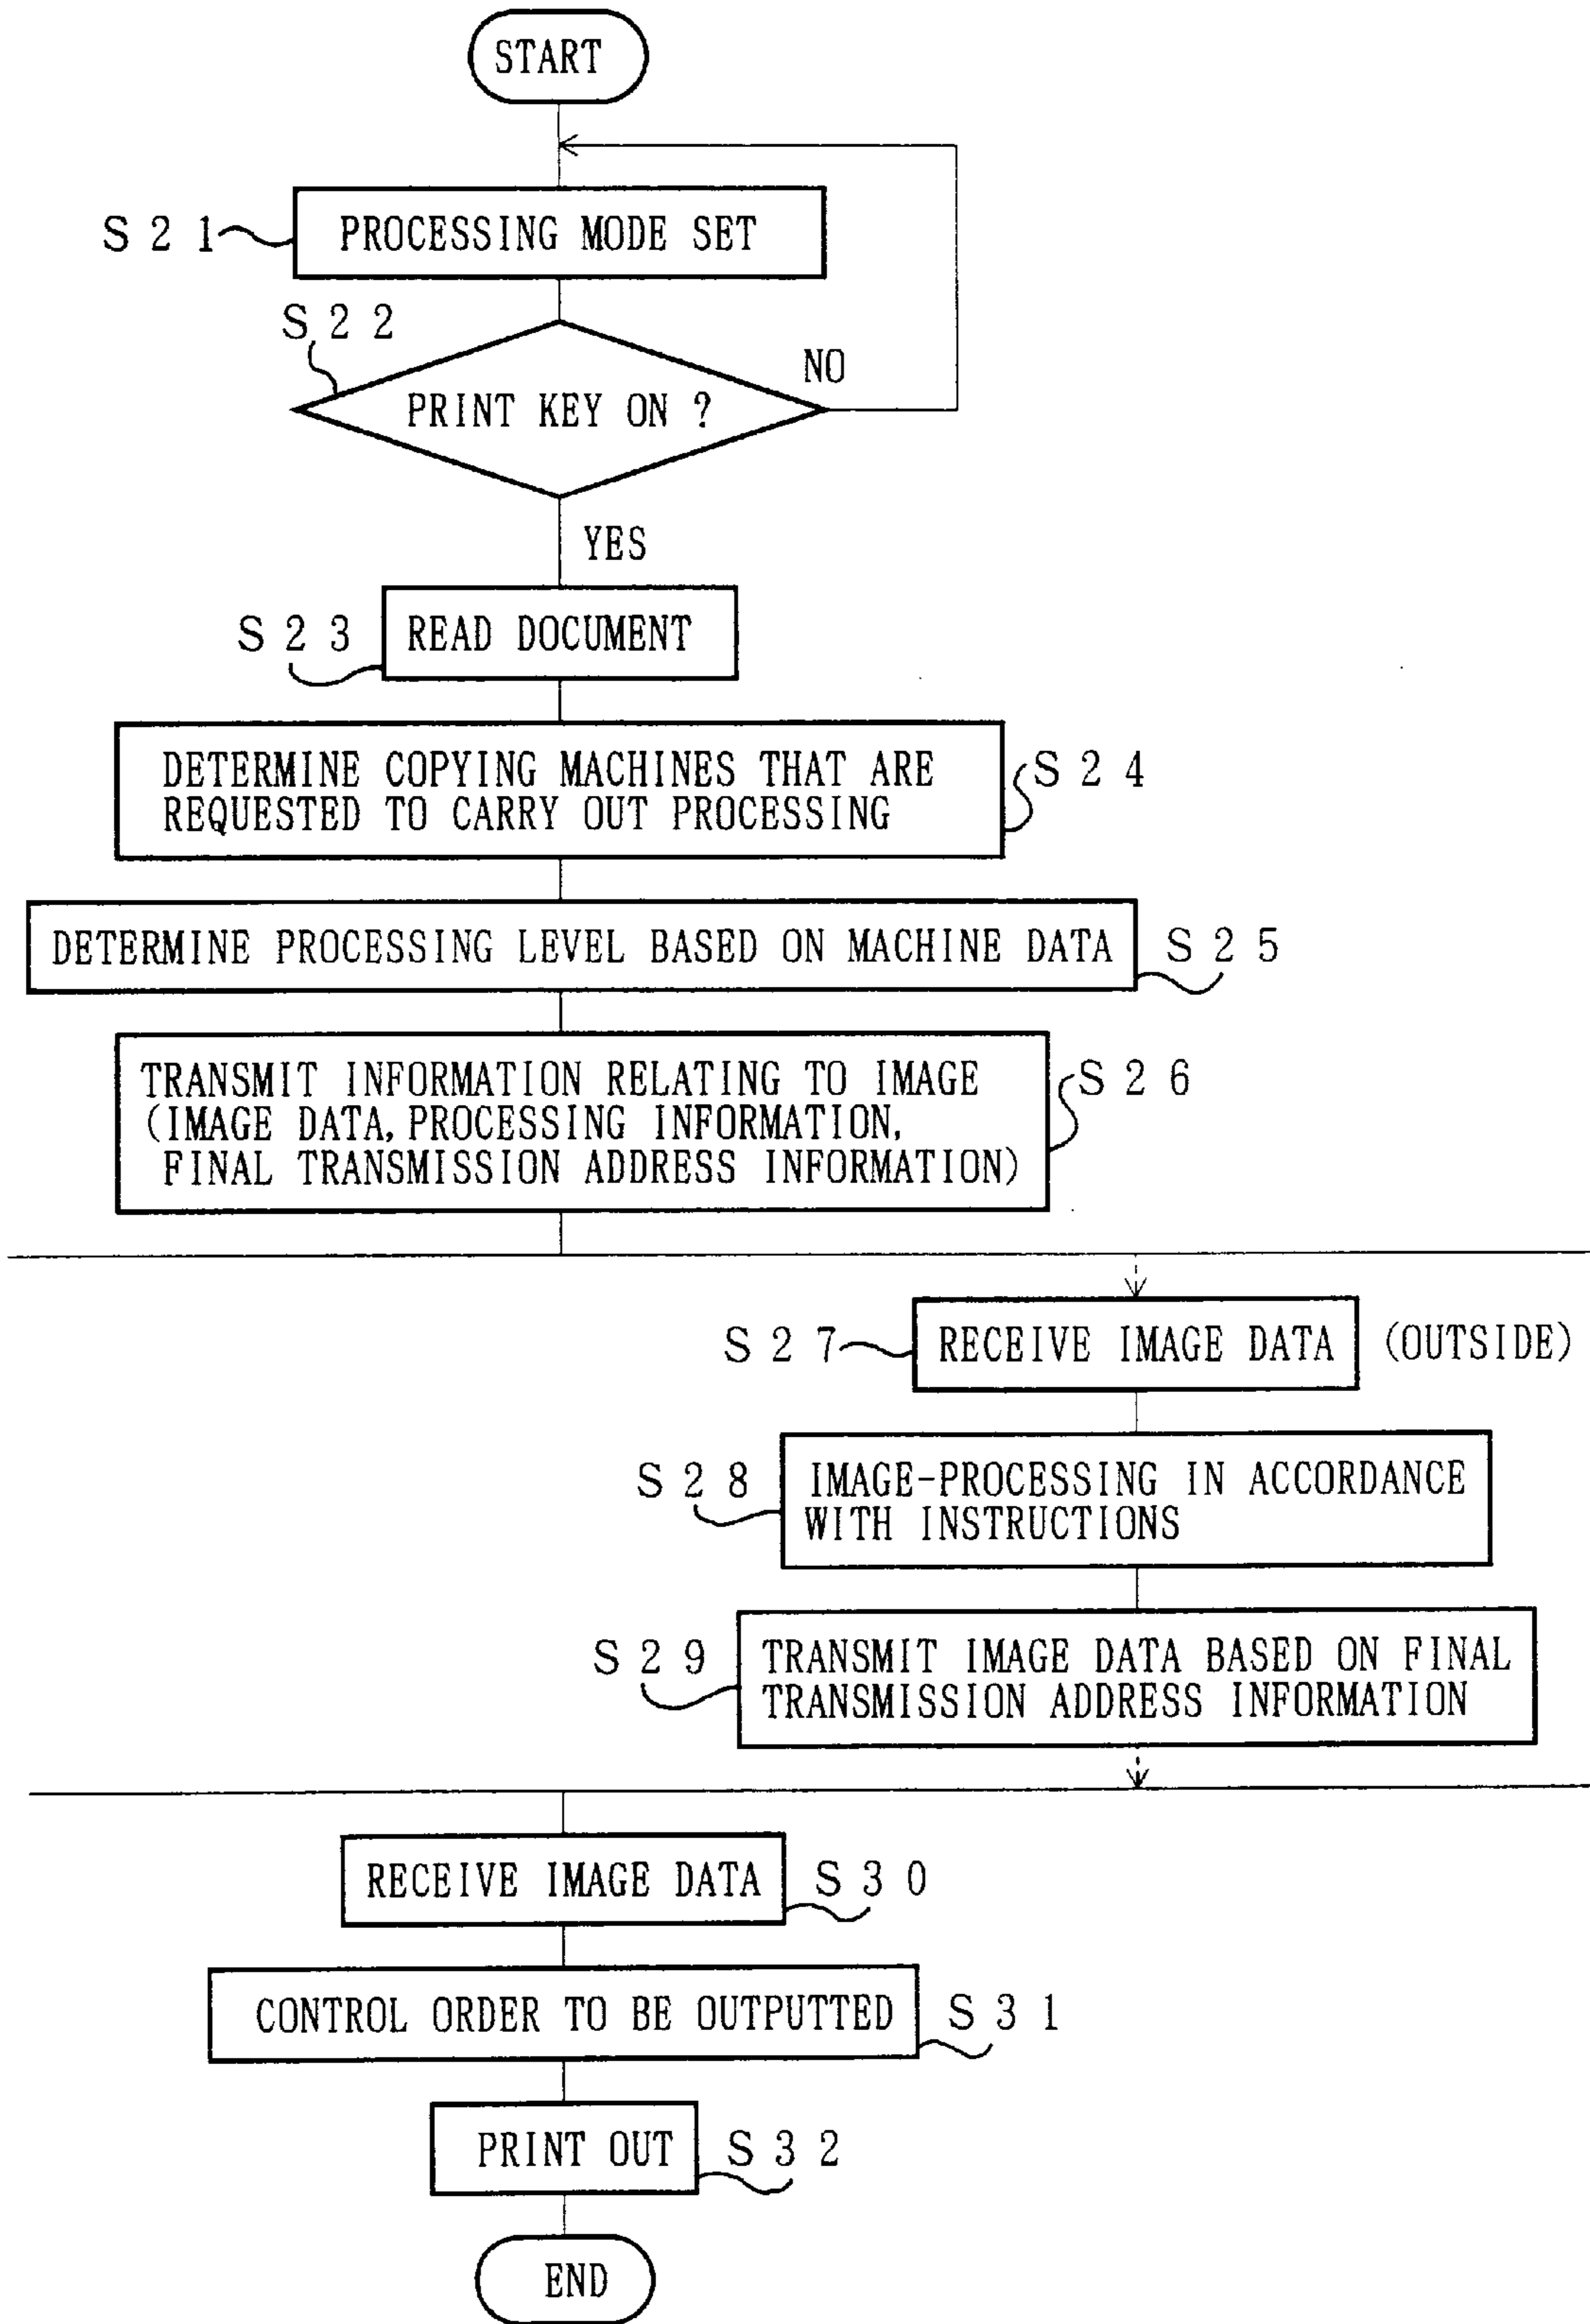 START
S21
PROCESSING MODE SET
S22
NO
PRINT KEY ON ?
YES
S23
READ DOCUMENT
DETERMINE COPYING MACHINES THAT ARE
REQUESTED TO CARRY OUT PROCESSING
S24
DETERMINE PROCESSING LEVEL BASED ON MACHINE DATA
S25
TRANSMIT INFORMATION RELATING TO IMAGE
(IMAGE DATA, PROCESSING INFORMATION,
FINAL TRANSMISSION ADDRESS INFORMATION)
S26
S27
RECEIVE IMAGE DATA
(OUTSIDE)
S28
IMAGE-PROCESSING IN ACCORDANCE
WITH INSTRUCTIONS
S29
TRANSMIT IMAGE DATA BASED ON FINAL
TRANSMISSION ADDRESS INFORMATION
RECEIVE IMAGE DATA
S30
CONTROL ORDER TO BE OUTPUTTED
S31
PRINT OUT
S32
END